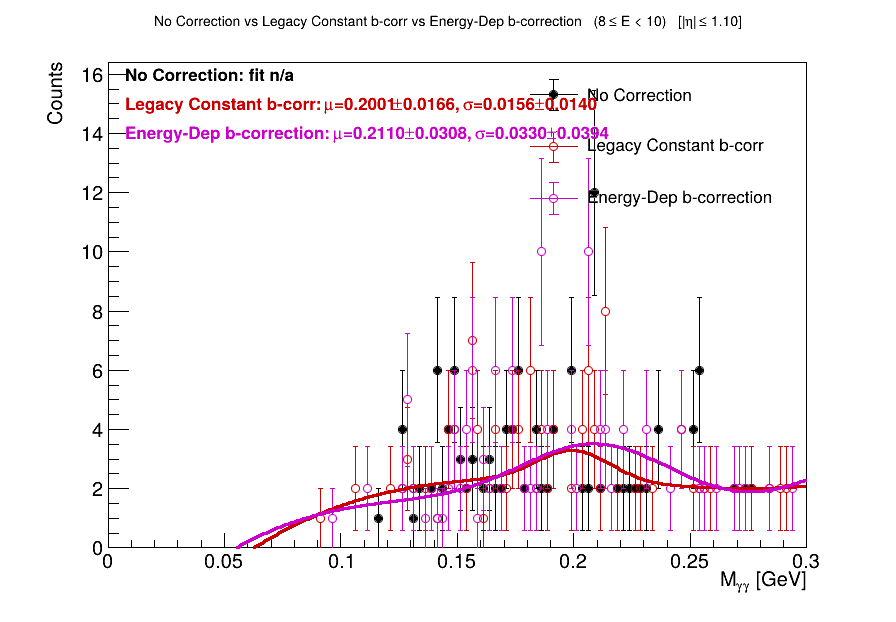 No Correction vs Legacy Constant b-corr vs Energy-Dep b-correction (8 ≤ E < 10) [|η| ≤ 1.10]
Counts
16
14
12
10
8
6
4
2
0
No Correction: fit n/a
Legacy Constant b-corr: μ=0.2001±0.0166, σ=0.0156±0.0140
Energy-Dep b-correction: μ=0.2110±0.0308, σ=0.0330±0.0394
No Correction
Legacy Constant b-corr
Energy-Dep b-correction
0 0.05 0.1 0.15 0.2 0.25 0.3
Mγγ [GeV]